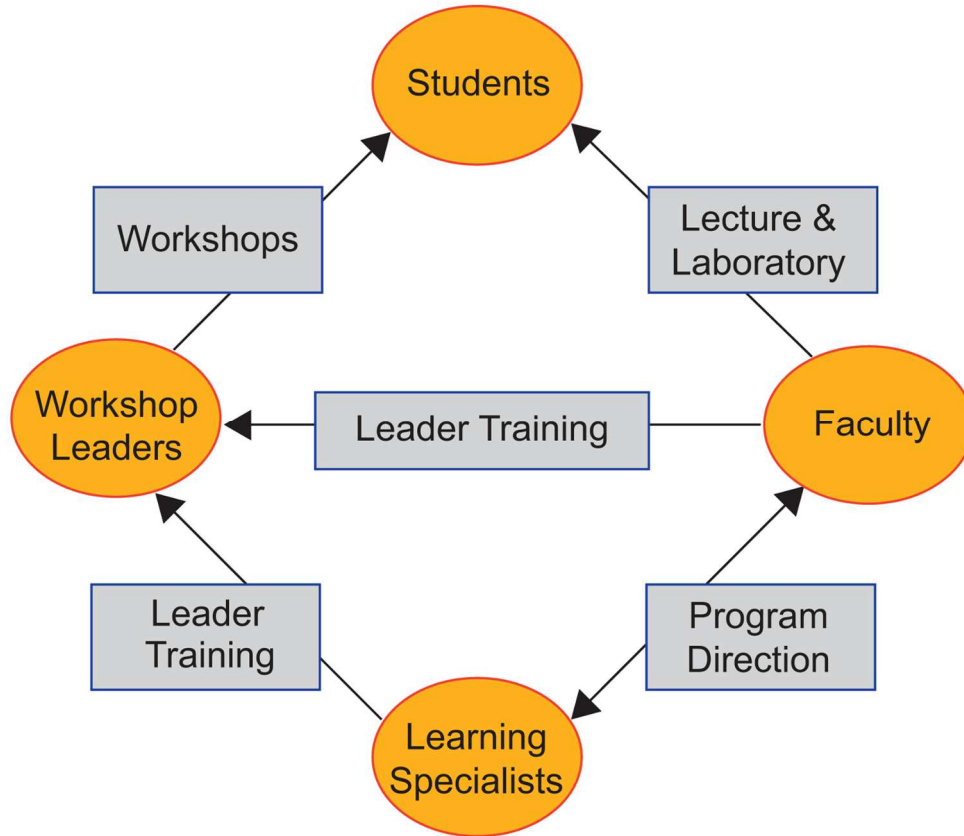 Students
Workshops
Lecture &
Laboratory
Workshop
Leaders
Leader Training
Faculty
Leader
Training
Program
Direction
Learning
Specialists